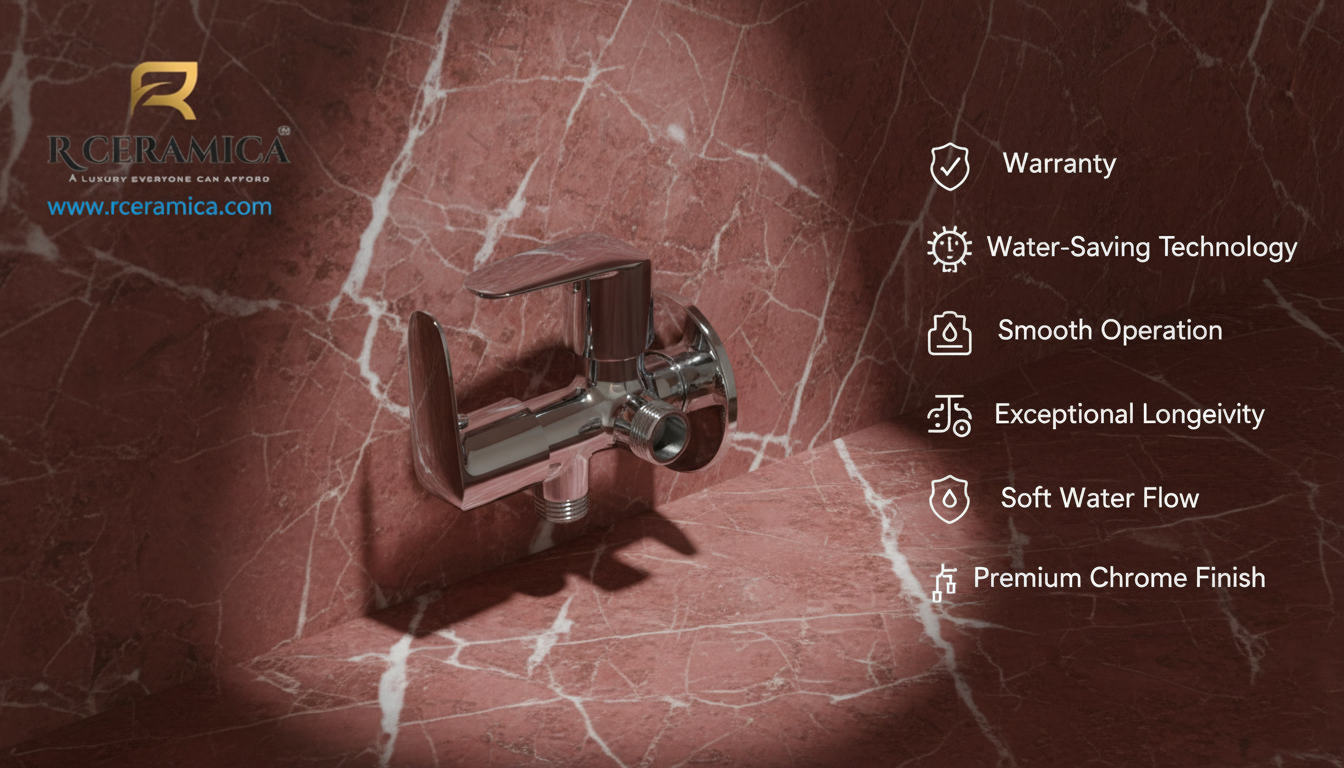 R CERAMICA
A LUXURY EVERYONE CAN AFFORD
www.rceramica.com
Warranty
Water-Saving Technology
Smooth Operation
Exceptional Longeivity
Soft Water Flow
Premium Chrome Finish